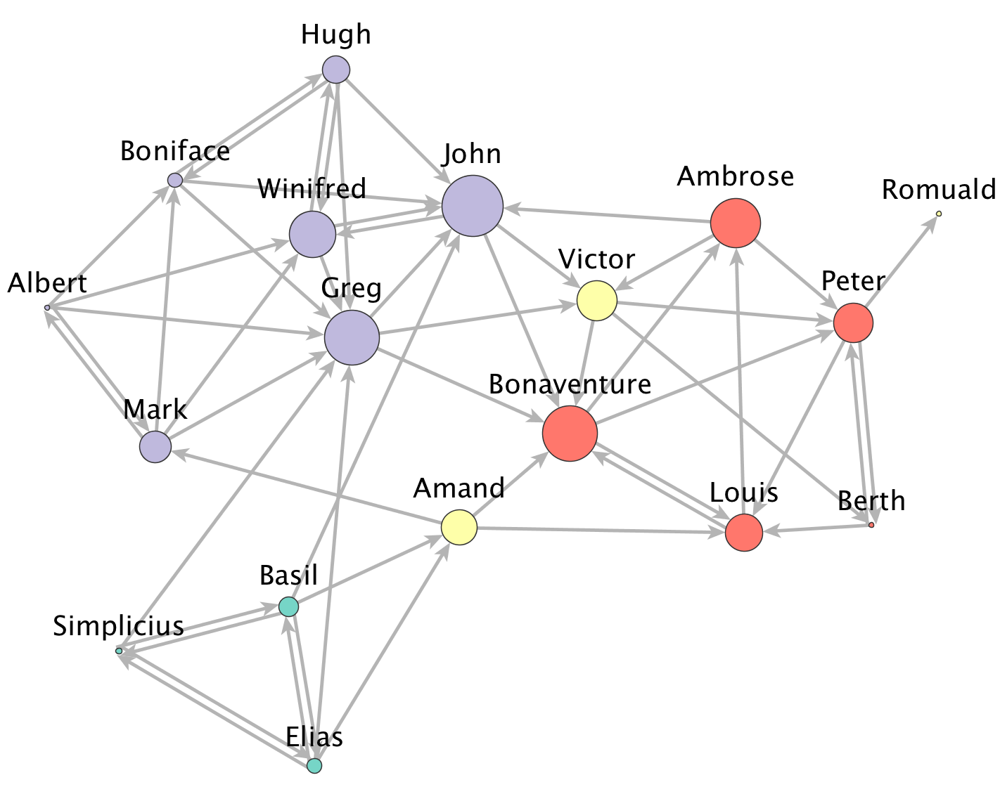 Hugh
Boniface
John
Winifred
Ambrose
Romuald
Victor
Albert
Greg
Peter
Bonaventure
Mark
Amand
Louis
Berth
Basil
Simplicius
Elias